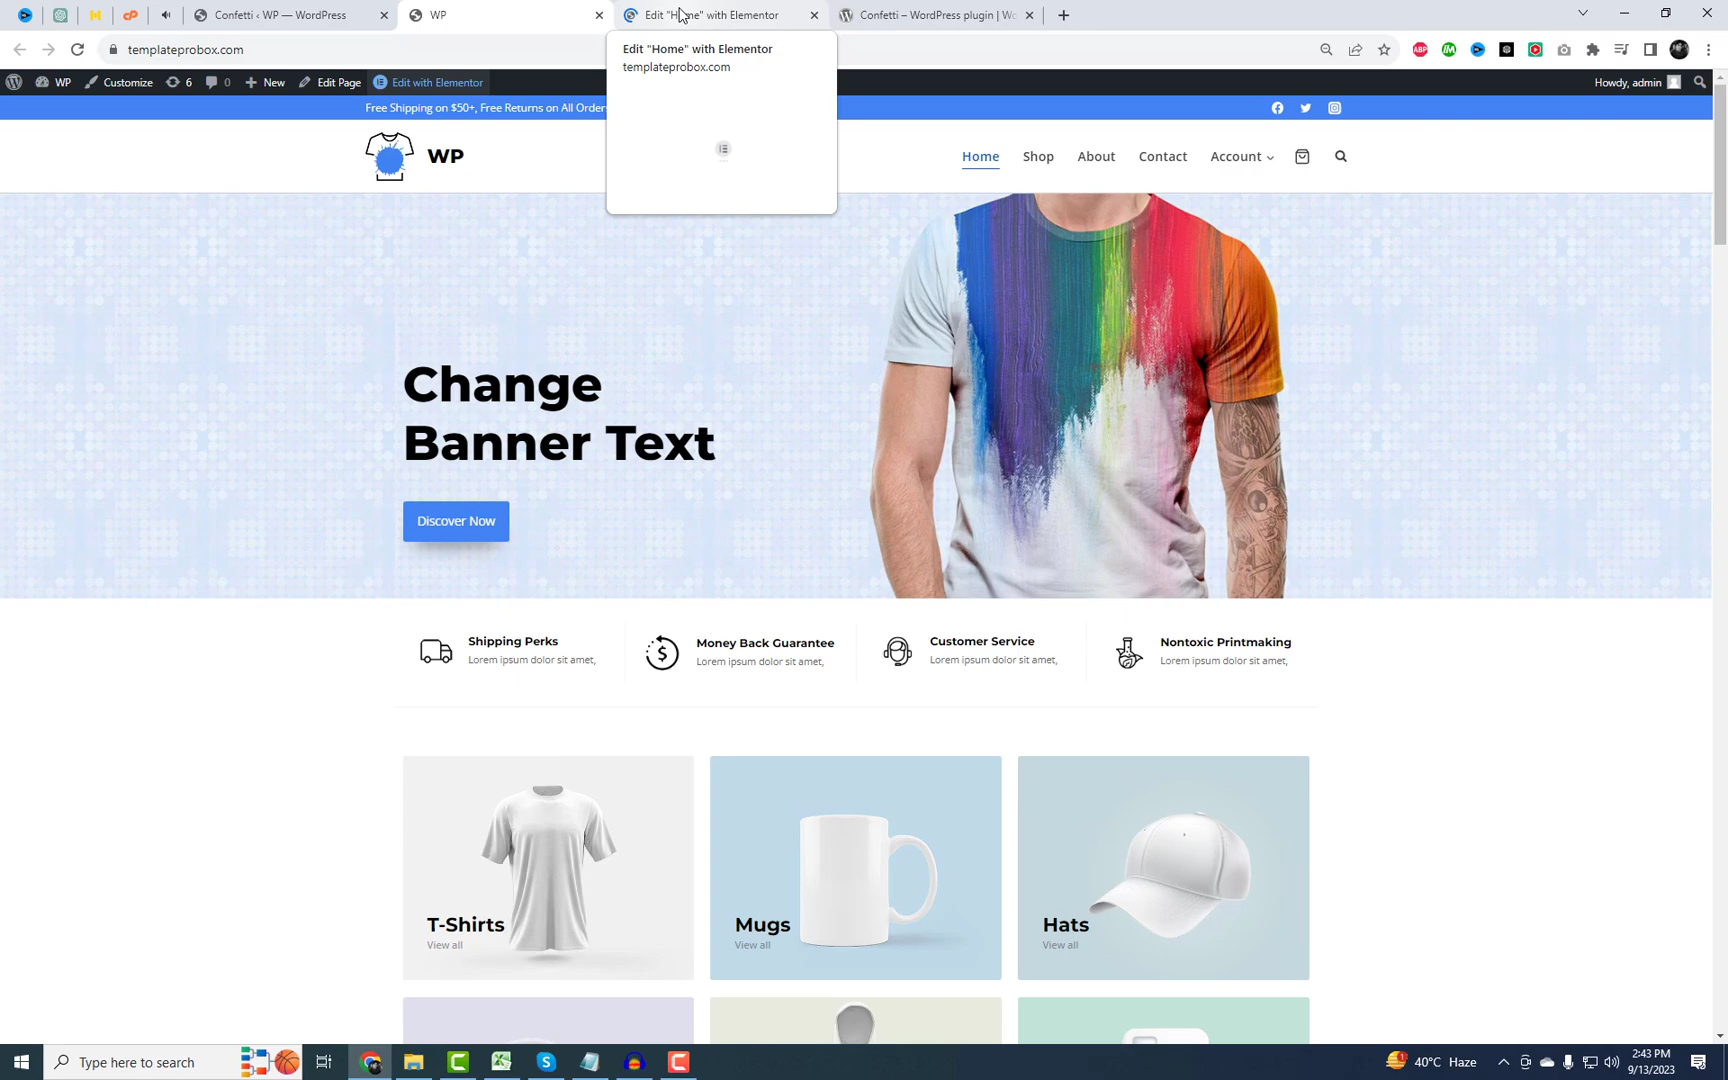 Confetti ‹ WP — WordPress
WP
Edit "Home" with Elementor
Confetti – WordPress plugin | Wo
templateprobox.com
Edit "Home" with Elementor
templateprobox.com
WP
Customize
6
0
New
Edit Page
Edit with Elementor
Howdy, admin
Free Shipping on $50+, Free Returns on All Orders
WP
Home
Shop
About
Contact
Account
Change
Banner Text
Discover Now
Shipping Perks
Lorem ipsum dolor sit amet,
Money Back Guarantee
Lorem ipsum dolor sit amet,
Customer Service
Lorem ipsum dolor sit amet,
Nontoxic Printmaking
Lorem ipsum dolor sit amet,
T-Shirts
View all
Mugs
View all
Hats
View all
Type here to search
40°C Haze
2:43 PM
9/13/2023